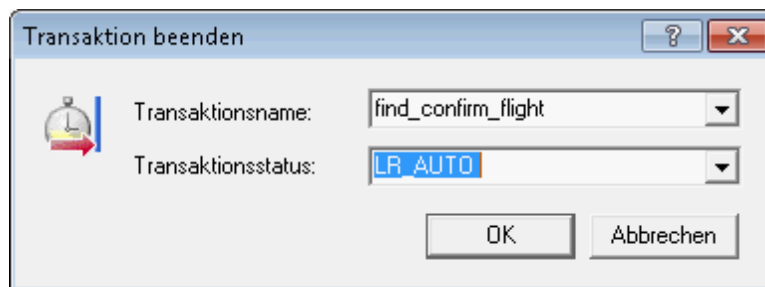 Transaktion beenden
Transaktionsname: find_confirm_flight
Transaktionsstatus: LR_AUTO
OK Abbrechen